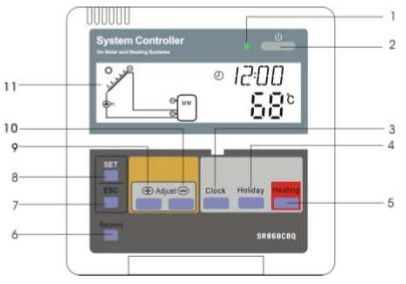 1
System Controller
for Solar and Heating Systems
2
12:00
11
68 ℃
10
3
9
4
SET
Adjust
Clock
Holiday
Heating
8
ESC
7
5
Recovery
6
SR868C8Q